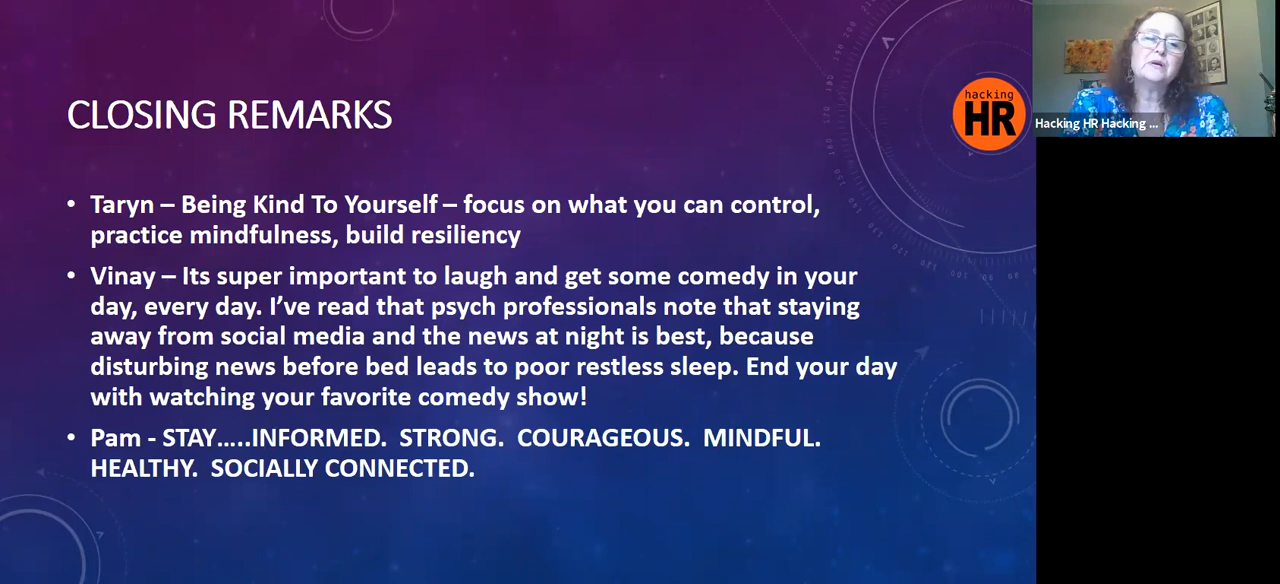 CLOSING REMARKS
hacking
HR
Hacking HR Hacking ...
• Taryn – Being Kind To Yourself – focus on what you can control,
practice mindfulness, build resiliency
• Vinay – Its super important to laugh and get some comedy in your
day, every day. I’ve read that psych professionals note that staying
away from social media and the news at night is best, because
disturbing news before bed leads to poor restless sleep. End your day
with watching your favorite comedy show!
• Pam - STAY…..INFORMED. STRONG. COURAGEOUS. MINDFUL.
HEALTHY. SOCIALLY CONNECTED.